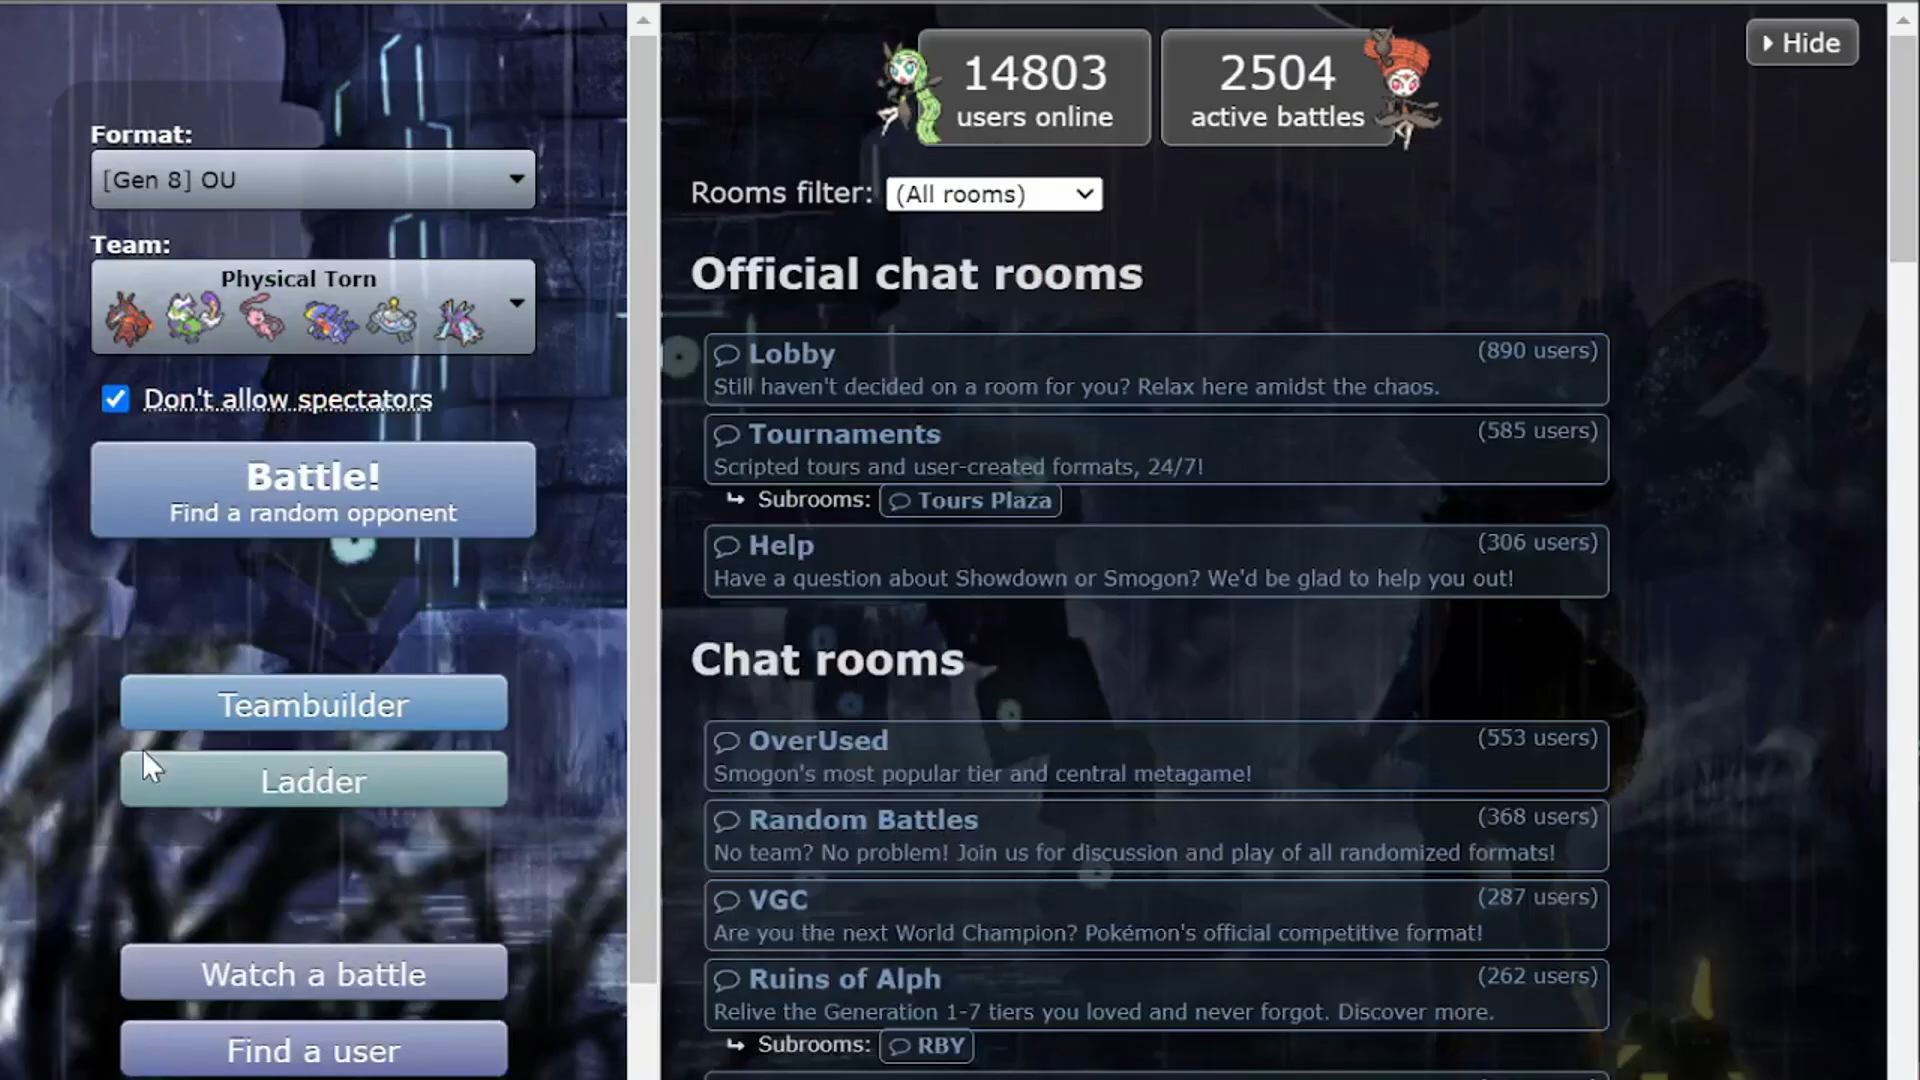 Format:
[Gen 8] OU
Team:
Physical Torn
Don't allow spectators
Battle!
Find a random opponent
Teambuilder
Ladder
Watch a battle
Find a user
14803
users online
2504
active battles
Hide
Rooms filter: (All rooms)
Official chat rooms
Lobby (890 users)
Still haven't decided on a room for you? Relax here amidst the chaos.
Tournaments (585 users)
Scripted tours and user-created formats, 24/7!
Subrooms: Tours Plaza
Help (306 users)
Have a question about Showdown or Smogon? We'd be glad to help you out!
Chat rooms
OverUsed (553 users)
Smogon's most popular tier and central metagame!
Random Battles (368 users)
No team? No problem! Join us for discussion and play of all randomized formats!
VGC (287 users)
Are you the next World Champion? Pokémon's official competitive format!
Ruins of Alph (262 users)
Relive the Generation 1-7 tiers you loved and never forgot. Discover more.
Subrooms: RBY